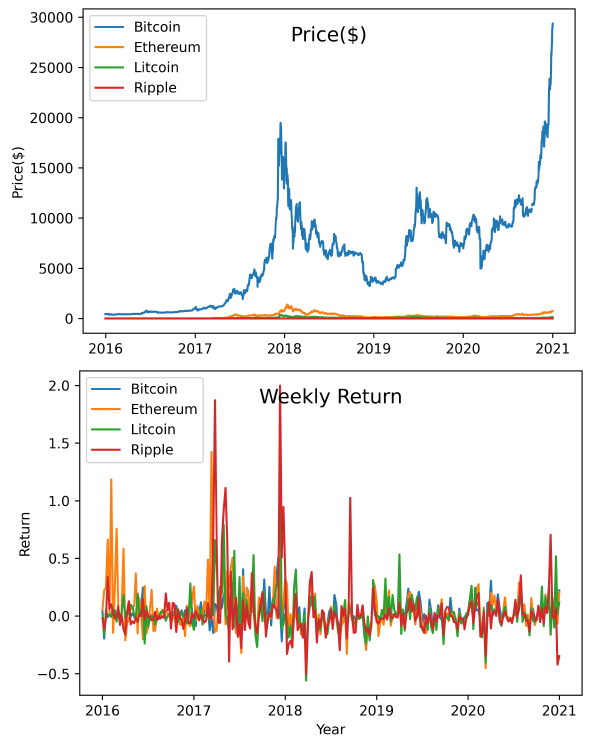 Price($)
Bitcoin
Ethereum
Litcoin
Ripple
Price($)
30000
25000
20000
15000
10000
5000
0
2016 2017 2018 2019 2020 2021
Weekly Return
Bitcoin
Ethereum
Litcoin
Ripple
Return
2.0
1.5
1.0
0.5
0.0
−0.5
2016 2017 2018 2019 2020 2021
Year